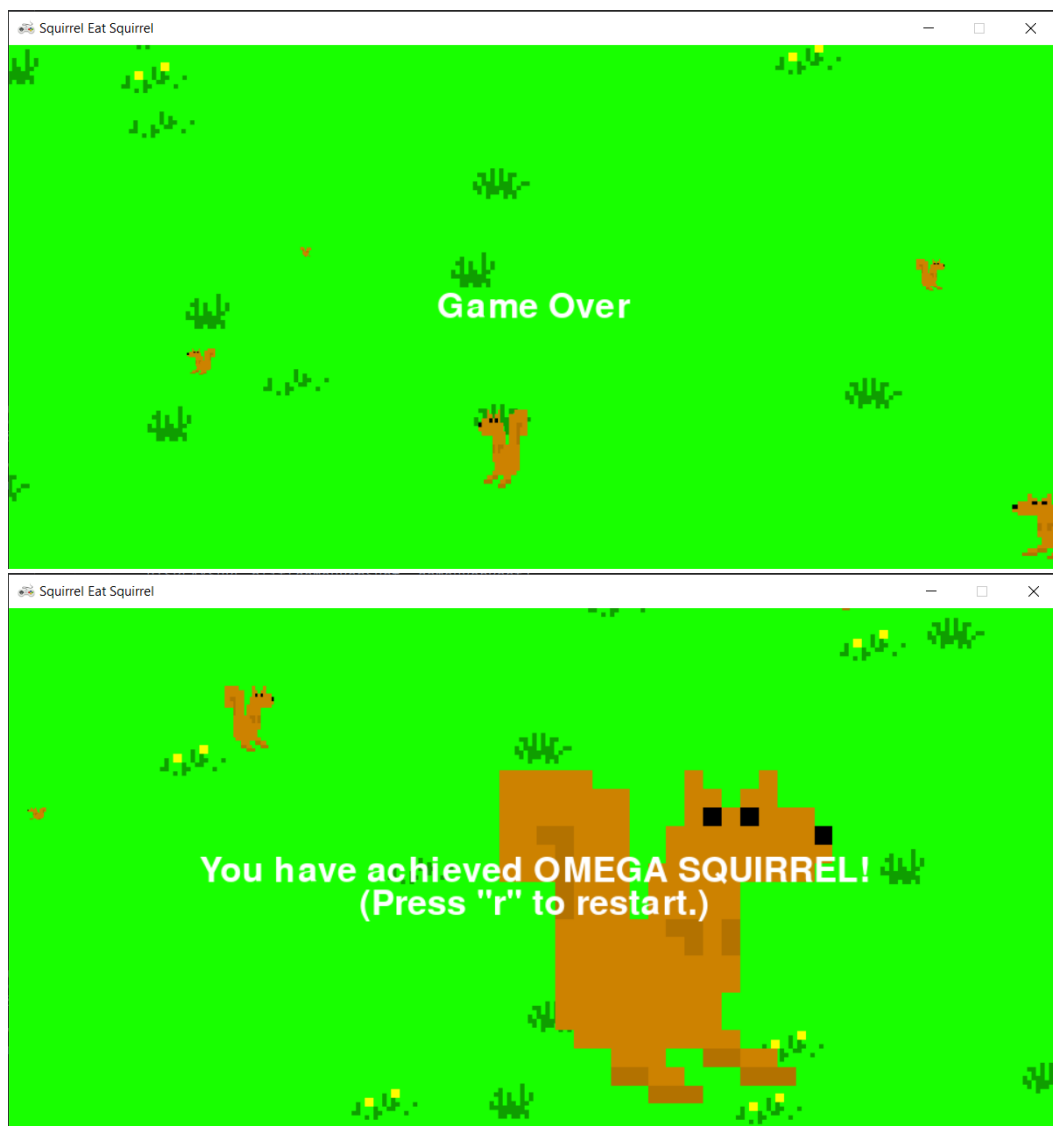 Squirrel Eat Squirrel
Game Over
Squirrel Eat Squirrel
You have achieved OMEGA SQUIRREL!
(Press "r" to restart.)